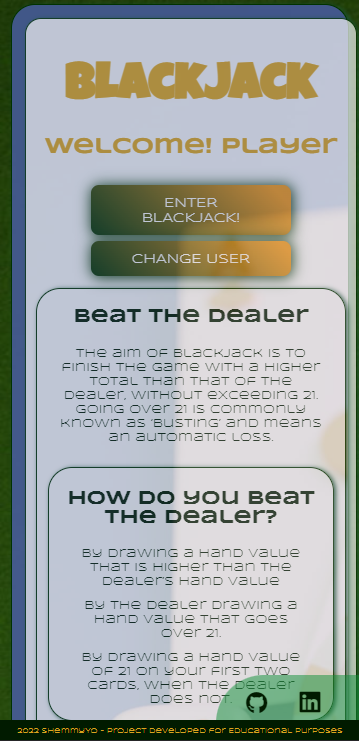 BLACKJACK
Welcome! Player
ENTER
BLACKJACK!
CHANGE USER
Beat The Dealer
The aim of Blackjack is to
finish the game with a higher
total than that of the
dealer, without exceeding 21.
Going over 21 is commonly
known as 'Busting' and means
an automatic loss.
How do you beat
the dealer?
By drawing a hand value
that is higher than the
dealer's hand value
By the dealer drawing a
hand value that goes
over 21.
By drawing a hand value
of 21 on your first two
cards, when the dealer
does not.
in
2022 ShemmyYo - Project developed for educational purposes